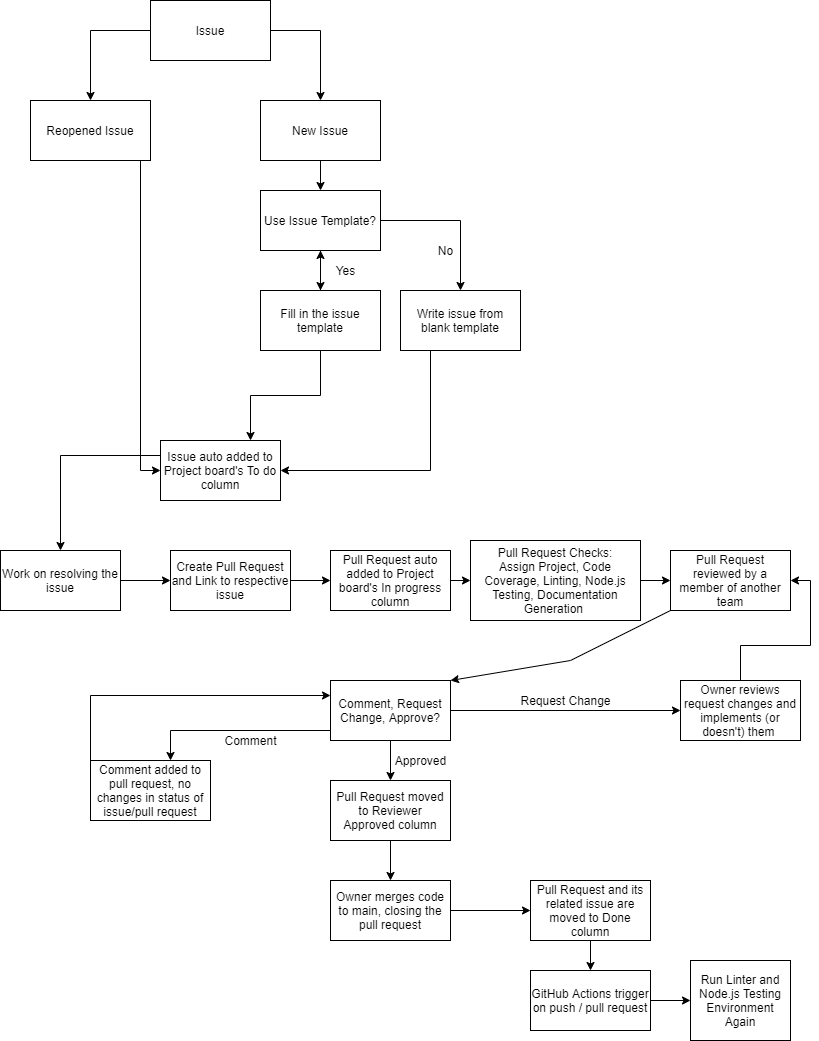 Issue
Reopened Issue
New Issue
Use Issue Template?
No
Yes
Fill in the issue
template
Write issue from
blank template
Issue auto added to
Project board's To do
column
Work on resolving the
issue
Create Pull Request
and Link to respective
issue
Pull Request auto
added to Project
board's In progress
column
Pull Request Checks:
Assign Project, Code
Coverage, Linting, Node.js
Testing, Documentation
Generation
Pull Request
reviewed by a
member of another
team
Comment, Request
Change, Approve?
Request Change
Owner reviews
request changes and
implements (or
doesn't) them
Comment
Approved
Comment added to
pull request, no
changes in status of
issue/pull request
Pull Request moved
to Reviewer
Approved column
Owner merges code
to main, closing the
pull request
Pull Request and its
related issue are
moved to Done
column
GitHub Actions trigger
on push / pull request
Run Linter and
Node.js Testing
Environment
Again